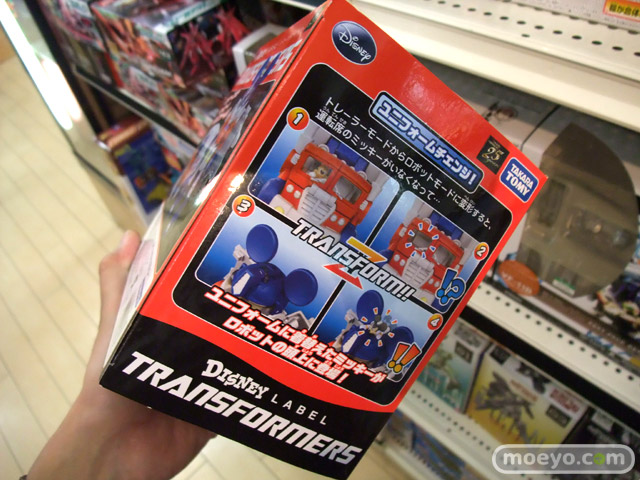 Disney
ユニフォームチェンジ!
1
トレーラーモードからロボットモードに変形すると、
運転席のミッキーがいなくなって…
25
TAKARA
TOMY
2
TRANSFORM!!
!?
3
4
!!
ユニフォームに着替えたミッキーが
ロボットの頭上に登場!
DISNEY LABEL
TRANSFORMERS
moeyo.com